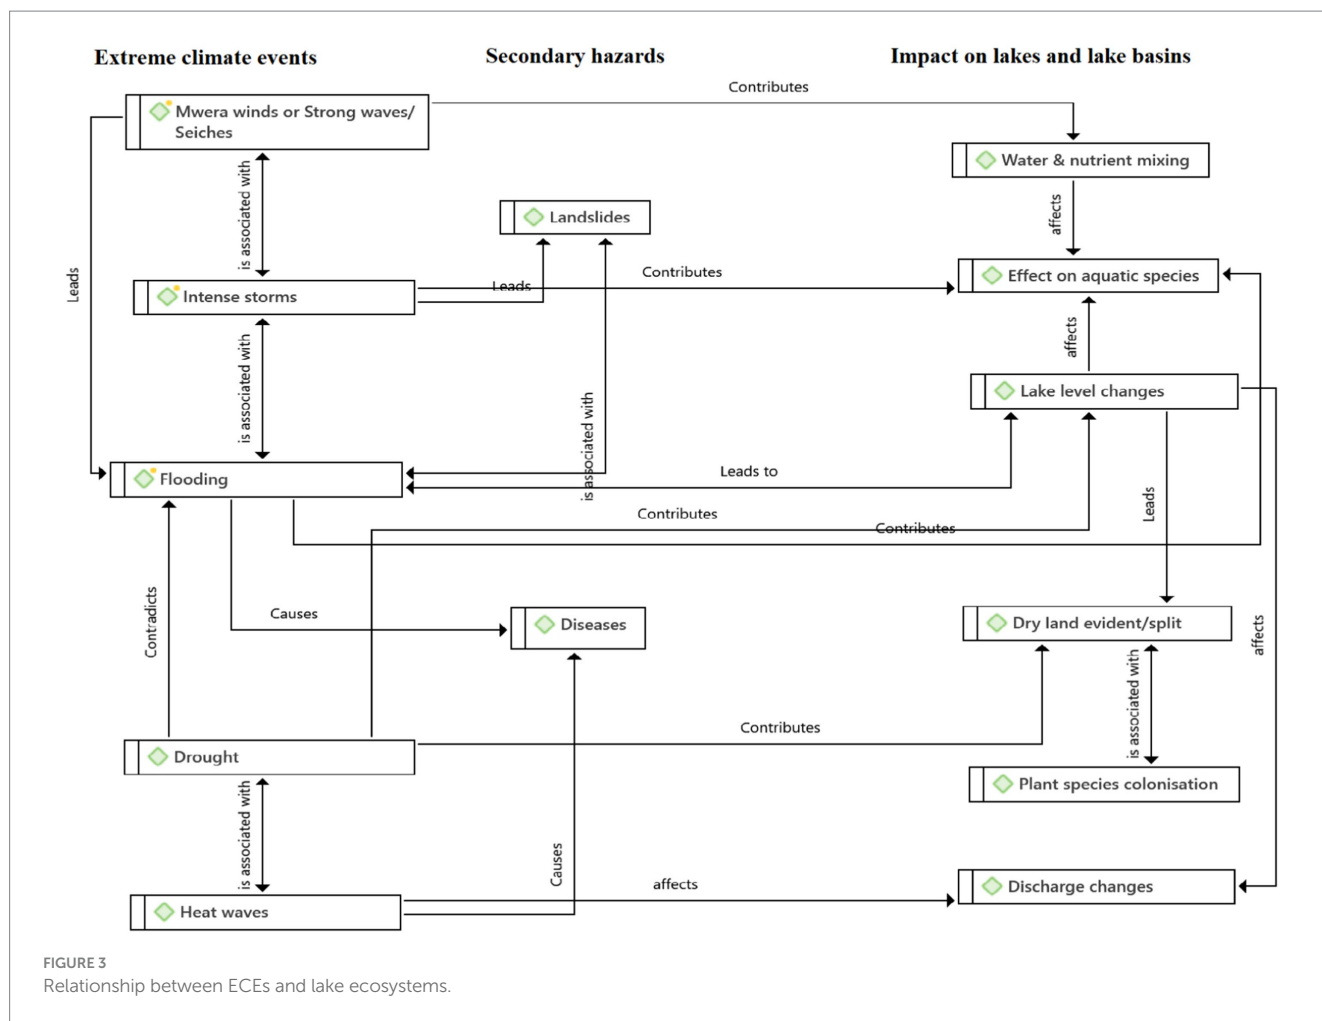 Extreme climate events
Secondary hazards
Impact on lakes and lake basins
Contributes
Mwera winds or Strong waves/
Seiches
Water & nutrient mixing
is associated with
affects
Landslides
Leads
Contributes
Effect on aquatic species
Leads
Intense storms
affects
is associated with
Lake level changes
is associated with
Leads to
Flooding
Leads
Contributes
Contributes
Contradicts
Causes
Diseases
Dry land evident/split
affects
is associated with
Contributes
Drought
Plant species colonisation
is associated with
Causes
affects
Discharge changes
Heat waves
FIGURE 3
Relationship between ECEs and lake ecosystems.